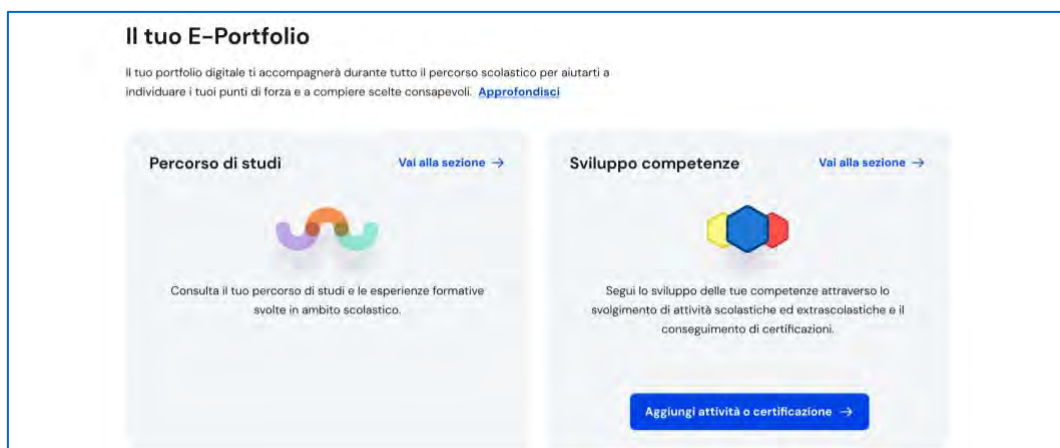 Il tuo E-Portfolio
Il tuo portfolio digitale ti accompagnerà durante tutto il percorso scolastico per aiutarti a
individuare i tuoi punti di forza e a compiere scelte consapevoli. Approfondisci
Percorso di studi
Vai alla sezione →
Consulta il tuo percorso di studi e le esperienze formative
svolte in ambito scolastico.
Sviluppo competenze
Vai alla sezione →
Segui lo sviluppo delle tue competenze attraverso lo
svolgimento di attività scolastiche ed extrascolastiche e il
conseguimento di certificazioni.
Aggiungi attività o certificazione →